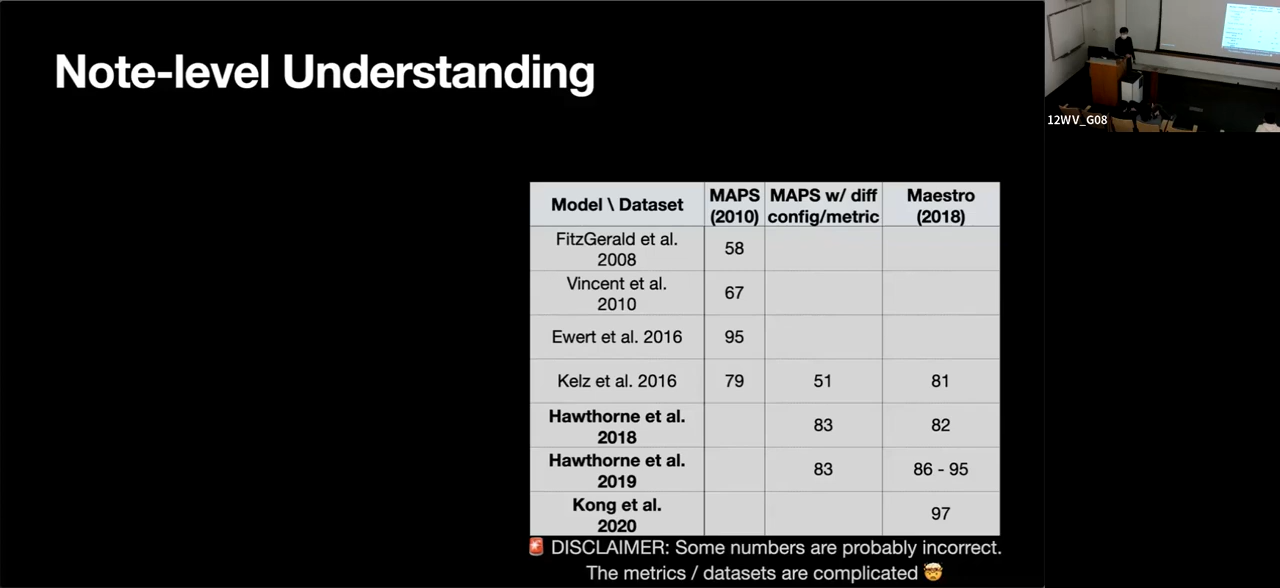 Note-level Understanding
12WV_G08
Model \ Dataset
MAPS
(2010)
MAPS w/ diff
config/metric
Maestro
(2018)
FitzGerald et al.
2008
58
Vincent et al.
2010
67
Ewert et al. 2016
95
Kelz et al. 2016
79
51
81
Hawthorne et al.
2018
83
82
Hawthorne et al.
2019
83
86 - 95
Kong et al.
2020
97
🚨 DISCLAIMER: Some numbers are probably incorrect.
The metrics / datasets are complicated 🤯